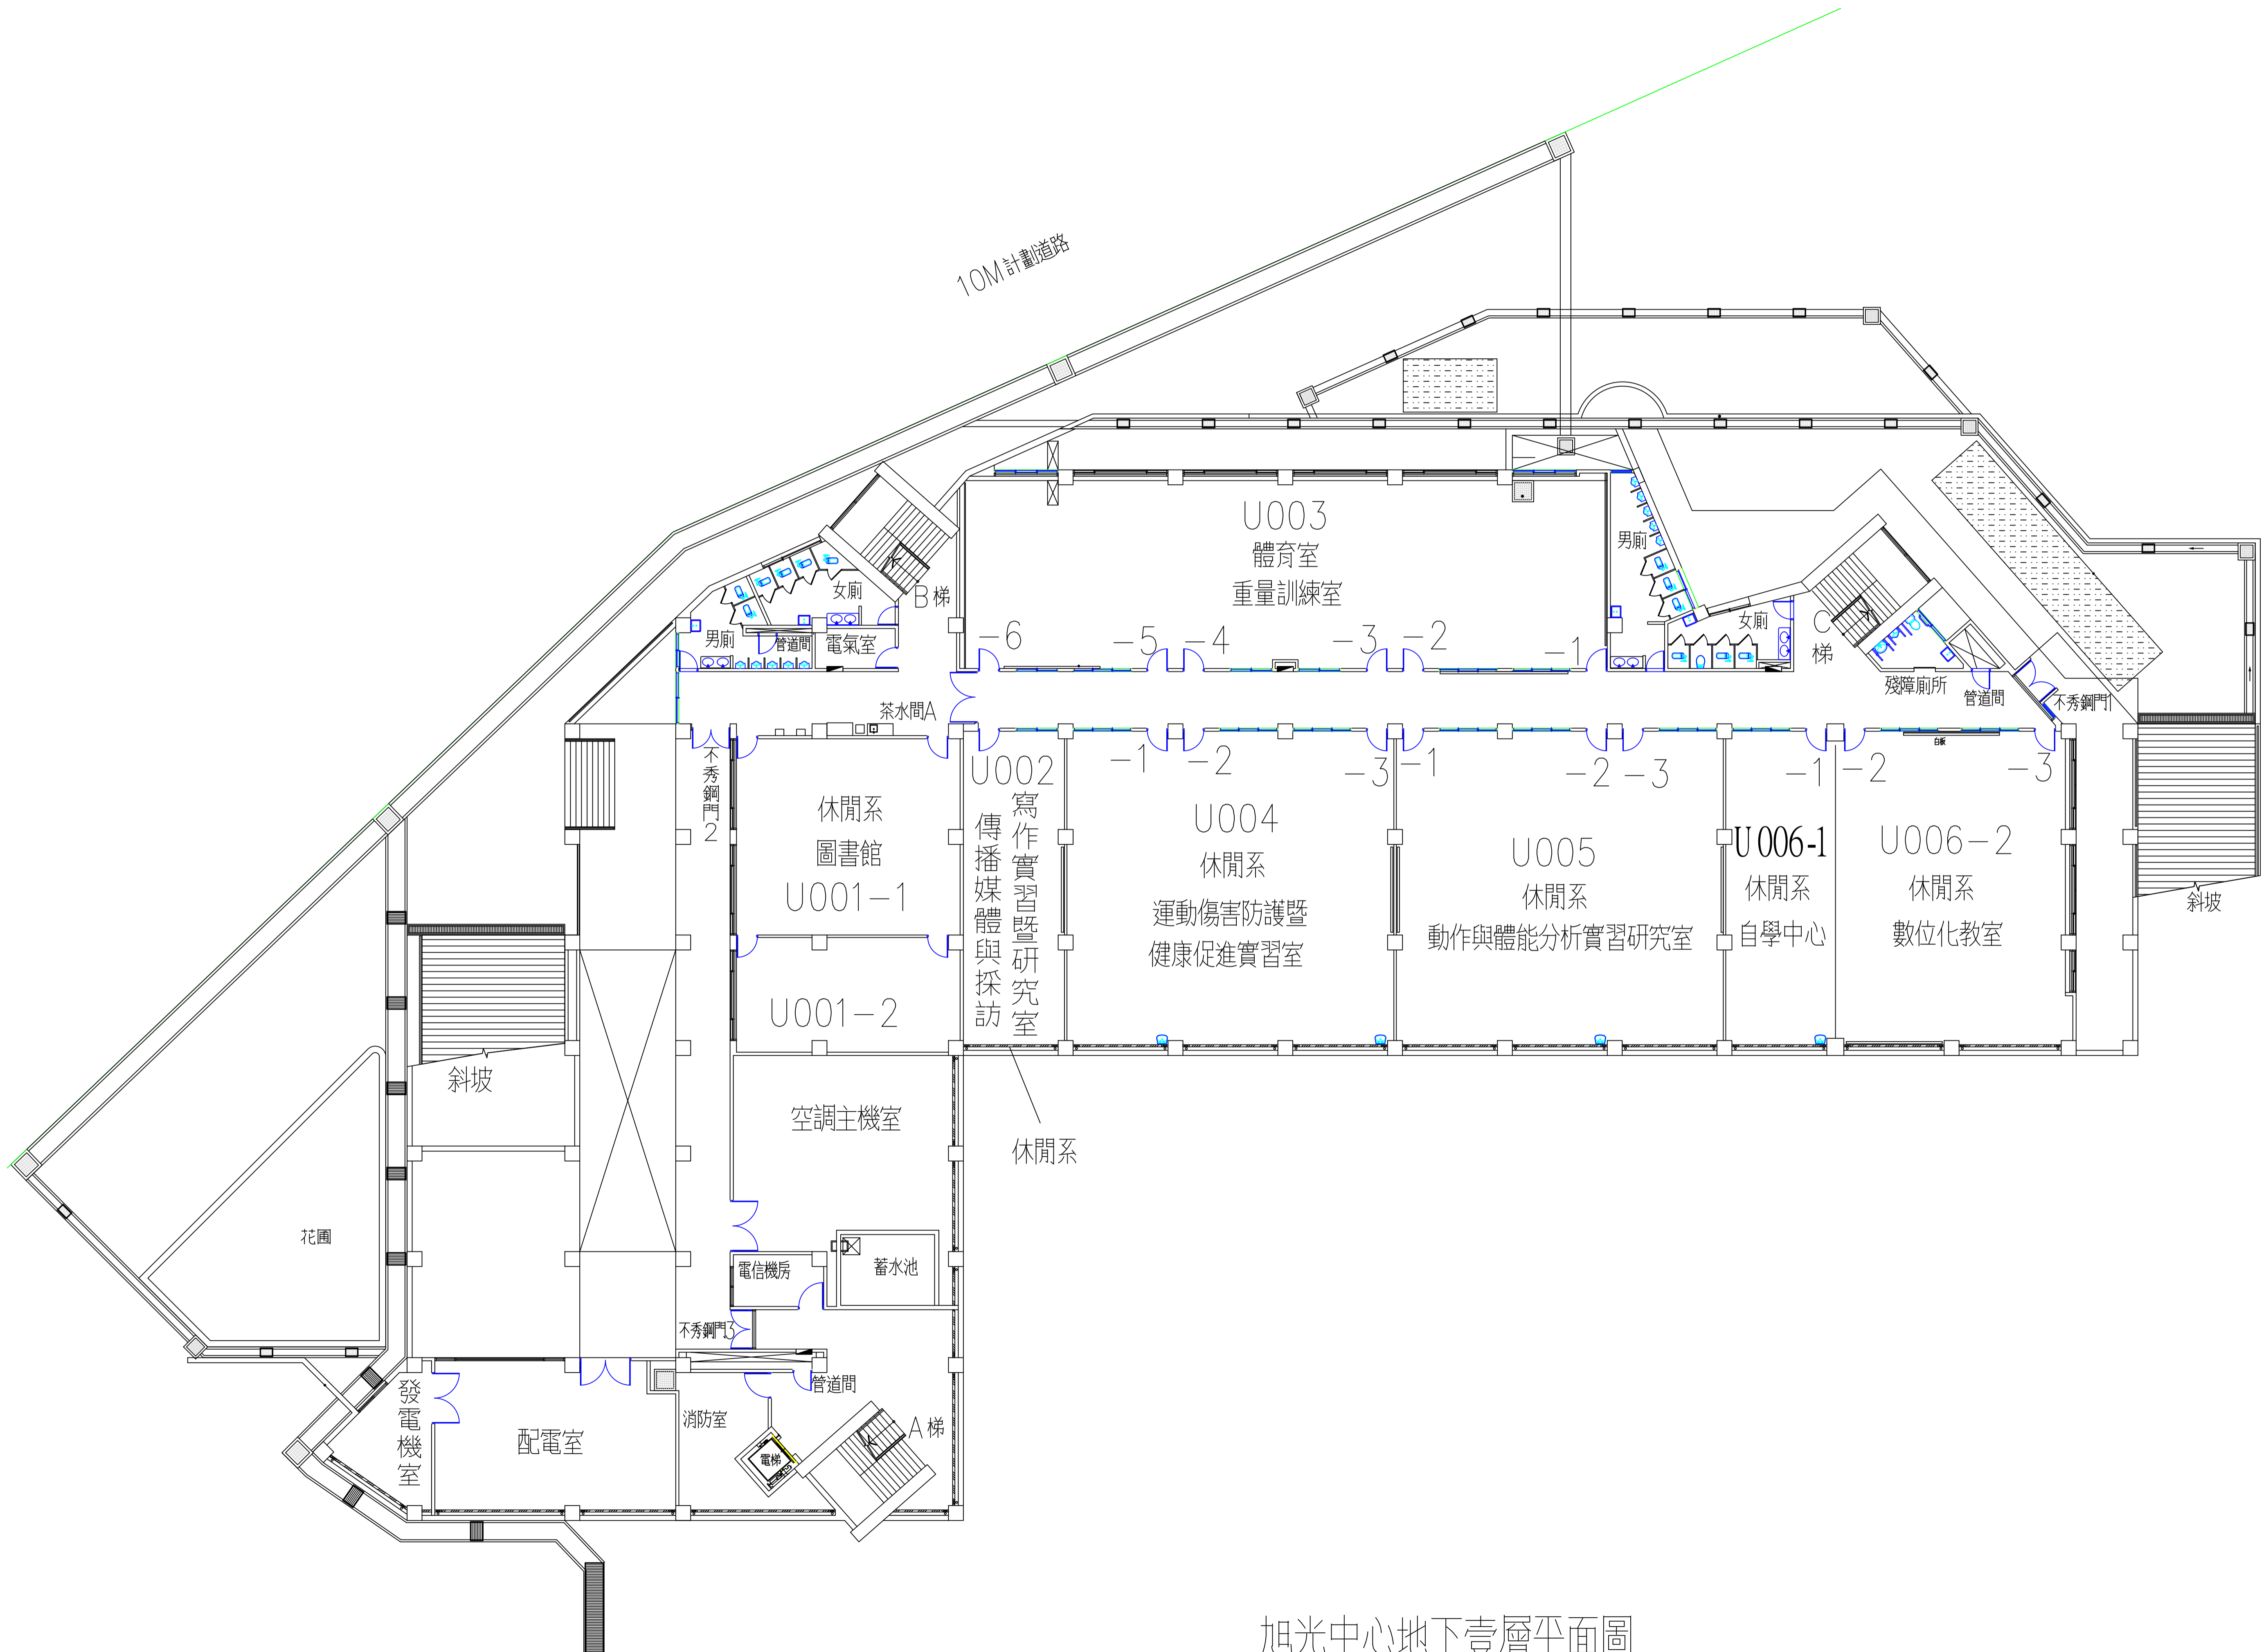 10M計劃道路
U003
體育室
重量訓練室
男廁
女廁
B梯
男廁
管道間
電氣室
-6
-5
-4
-3
-2
-1
女廁
C
梯
殘障廁所
管道間
不秀鋼門1
茶水間A
不秀鋼門2
白板
U002
傳播媒體與採訪
寫作實習暨研究室
-1
-2
-3
-1
-2
-3
-1
-2
-3
休閒系
圖書館
U001-1
U001-2
U004
休閒系
運動傷害防護暨
健康促進實習室
U005
休閒系
動作與體能分析實習研究室
U006-1
休閒系
自學中心
U006-2
休閒系
數位化教室
斜坡
斜坡
空調主機室
休閒系
花圃
電信機房
蓄水池
不秀鋼門3
管道間
發電機室
配電室
消防室
電梯
A梯
旭光中心地下壹層平面圖